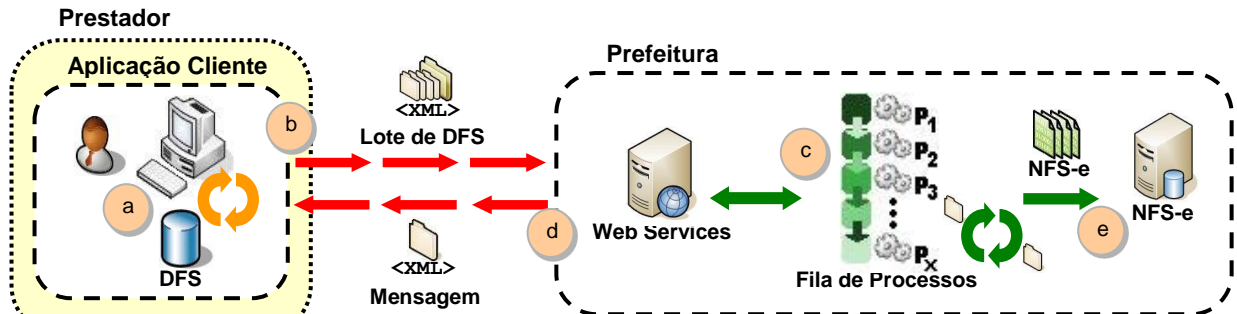 Prestador
Aplicação Cliente
a
DFS
b
<XML>
Lote de DFS
<XML>
Mensagem
d
Prefeitura
Web Services
c
P1
P2
P3
Px
Fila de Processos
NFS-e
e
NFS-e